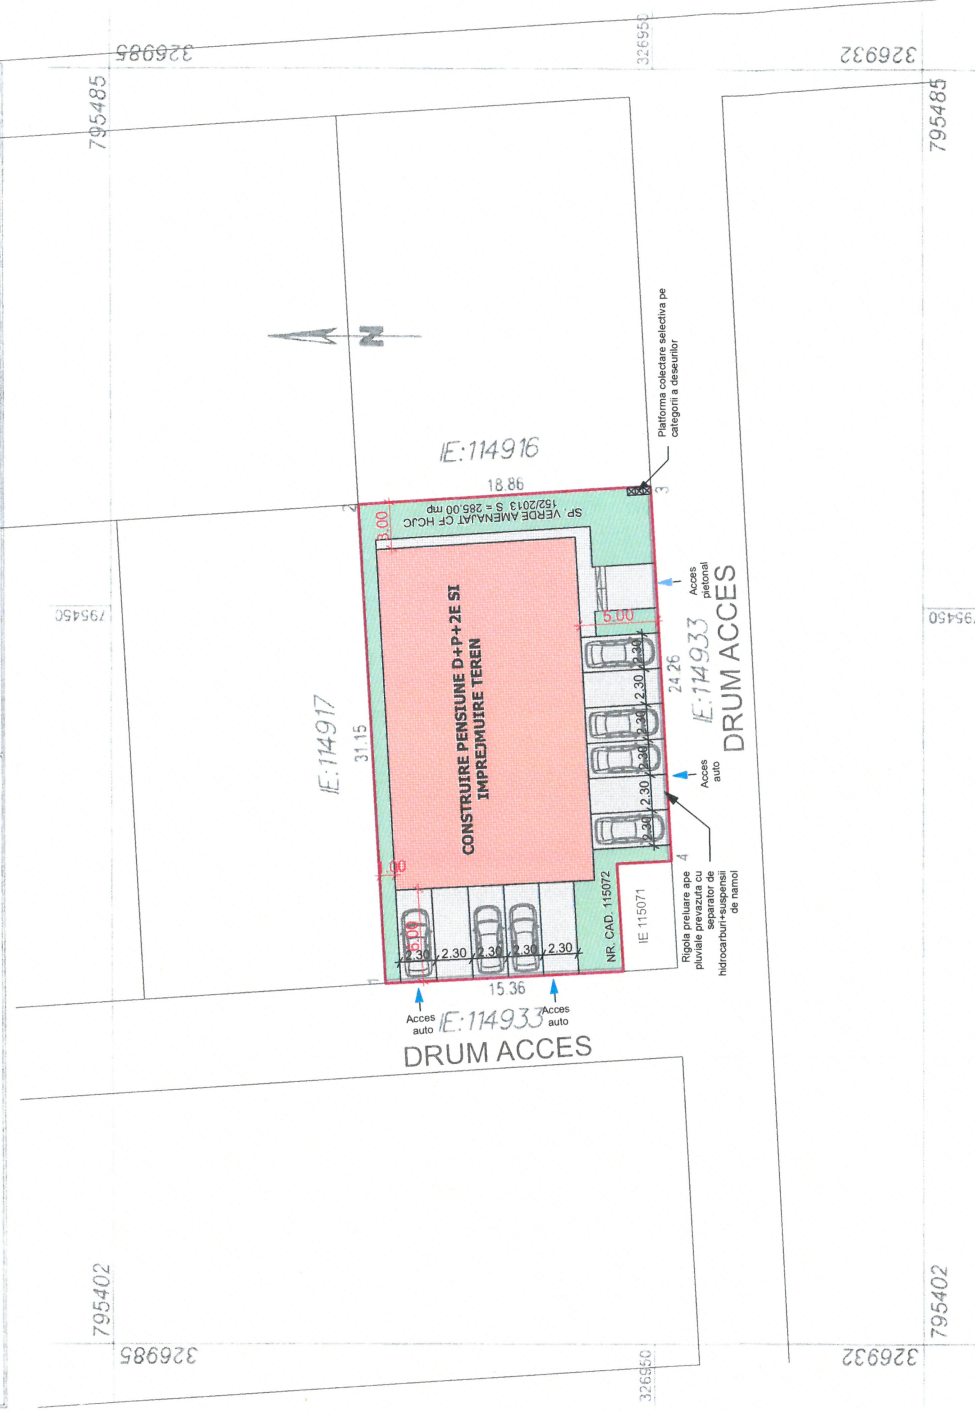 326985
326950
326932
795485
795485
N
Platforma colectare selectiva pe
categorii a deseurilor
IE:114916
18.86
2
3
SP. VERDE AMENAJAT CF HCJC
152/2013 S = 285.00 mp
3.00
795450
795450
Acces
pietonal
5.00
CONSTRUIRE PENSIUNE D+P+2E SI
IMPREJMUIRE TEREN
IE:114917
31.15
24.26
IE:114933
DRUM ACCES
2.30
2.30
2.30
2.30
2.30
2.30
Acces
auto
1.00
4
NR. CAD. 115072
IE 115071
Rigola preluare ape
pluviale prevazuta cu
separator de
hidrocarburi+suspensii
de namol
2.30
2.30
2.30
2.30
2.30
1
15.36
Acces
auto
IE:114933
Acces
auto
DRUM ACCES
795402
795402
326985
326950
326932